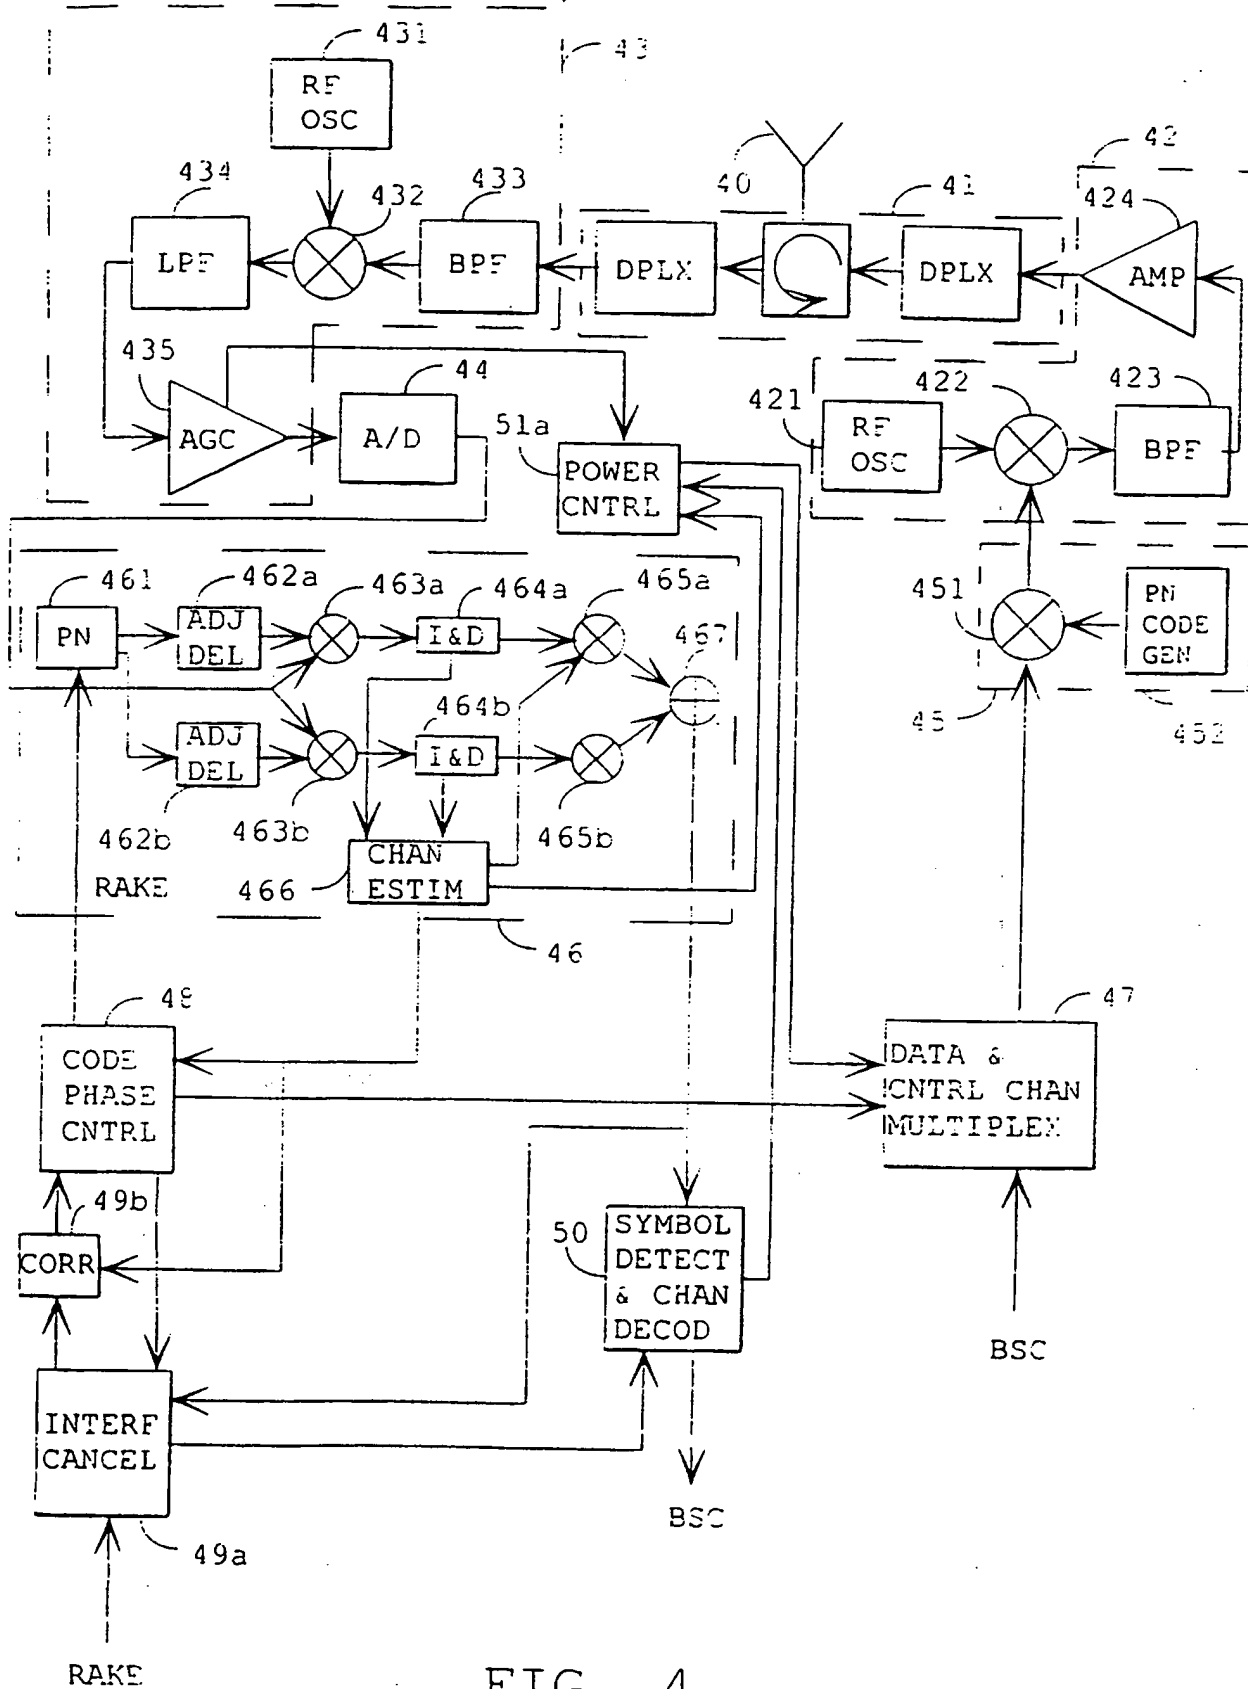 431
43
RF
OSC
42
434
433
432
40
41
424
LPF
BPF
DPLX
DPLX
AMP
435
44
422
423
421
51a
AGC
A/D
RF
OSC
BPF
POWER
CNTRL
461
462a
463a
464a
465a
467
451
PN
CODE
GEN
PN
ADJ
DEL
I&D
464b
45
452
ADJ
DEL
I&D
462b
463b
465b
CHAN
ESTIM
466
RAKE
46
48
47
CODE
PHASE
CNTRL
DATA &
CNTRL CHAN
MULTIPLEX
49b
CORR
50
SYMBOL
DETECT
& CHAN
DECOD
BSC
INTERF
CANCEL
BSC
49a
RAKE
FIG. 4